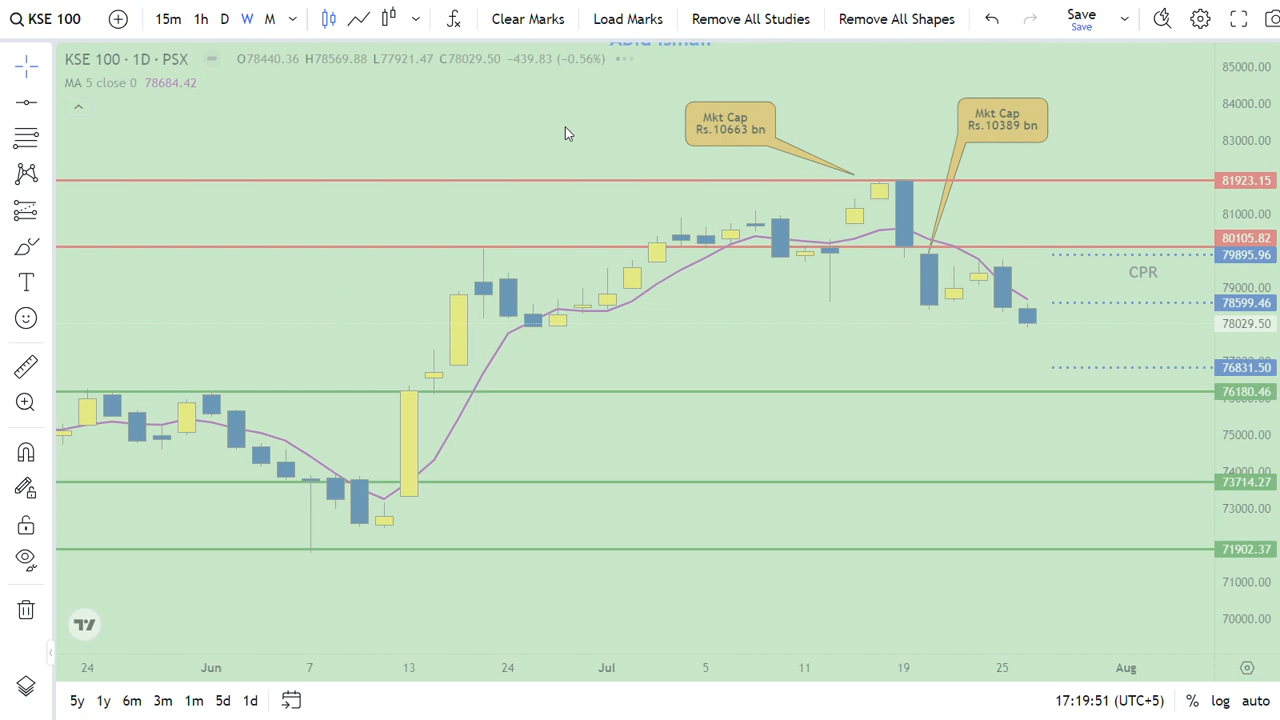 KSE 100 15m 1h D W M Clear Marks Load Marks Remove All Studies Remove All Shapes Save
Save
KSE 100 · 1D · PSX O78440.36 H78569.88 L77921.47 C78029.50 −439.83 (−0.56%)
MA 5 close 0 78684.42
Mkt Cap
Rs.10663 bn
Mkt Cap
Rs.10389 bn
CPR
85000.00
84000.00
83000.00
81923.15
81000.00
80105.82
79895.96
79000.00
78599.46
78029.50
76831.50
76180.46
75000.00
74000.00
73714.27
73000.00
71902.37
71000.00
70000.00
24 Jun 7 13 24 Jul 5 11 19 25 Aug
5y 1y 6m 3m 1m 5d 1d 17:19:51 (UTC+5) % log auto